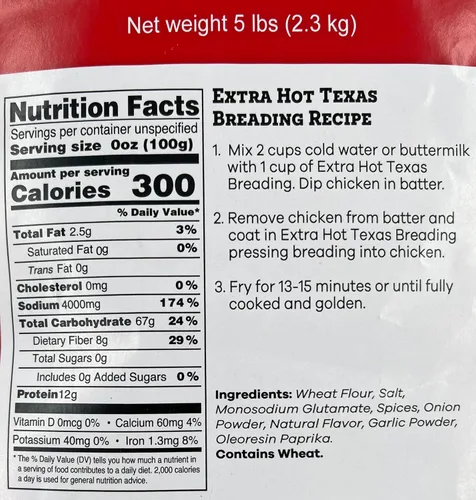 Net weight 5 lbs (2.3 kg)
Nutrition Facts
Servings per container unspecified
Serving size 0oz (100g)
Amount per serving
Calories 300
% Daily Value*
Total Fat 2.5g 3%
Saturated Fat 0g 0%
Trans Fat 0g
Cholesterol 0mg 0%
Sodium 4000mg 174%
Total Carbohydrate 67g 24%
Dietary Fiber 8g 29%
Total Sugars 0g
Includes 0g Added Sugars 0%
Protein 12g
Vitamin D 0mcg 0% • Calcium 60mg 4%
Potassium 40mg 0% • Iron 1.3mg 8%
* The % Daily Value (DV) tells you how much a nutrient in
a serving of food contributes to a daily diet. 2,000 calories
a day is used for general nutrition advice.
EXTRA HOT TEXAS
BREADING RECIPE
1. Mix 2 cups cold water or buttermilk
with 1 cup of Extra Hot Texas
Breading. Dip chicken in batter.
2. Remove chicken from batter and
coat in Extra Hot Texas Breading
pressing breading into chicken.
3. Fry for 13-15 minutes or until fully
cooked and golden.
Ingredients: Wheat Flour, Salt,
Monosodium Glutamate, Spices, Onion
Powder, Natural Flavor, Garlic Powder,
Oleoresin Paprika.
Contains Wheat.